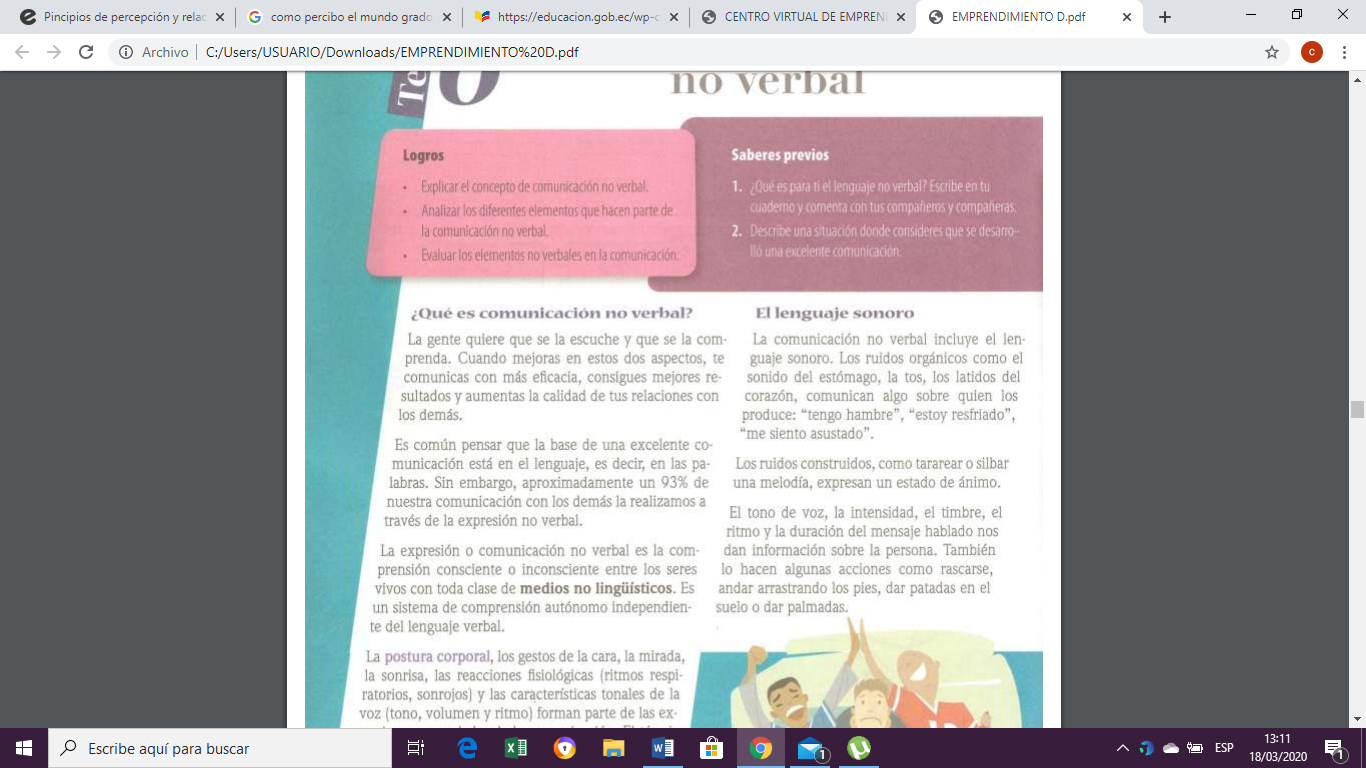 Pincipios de percepción y relac
como percibo el mundo grado
https://educacion.gob.ec/wp-c
CENTRO VIRTUAL DE EMPREN
EMPRENDIMIENTO D.pdf
Archivo
C:/Users/USUARIO/Downloads/EMPRENDIMIENTO%20D.pdf
c
Te
6
no verbal
Logros
• Explicar el concepto de comunicación no verbal.
• Analizar los diferentes elementos que hacen parte de
la comunicación no verbal.
• Evaluar los elementos no verbales en la comunicación.
Saberes previos
1. ¿Qué es para ti el lenguaje no verbal? Escribe en tu
cuaderno y comenta con tus compañeros y compañeras.
2. Describe una situación donde consideres que se desarro-
lló una excelente comunicación.
¿Qué es comunicación no verbal?
La gente quiere que se la escuche y que se la com-
prenda. Cuando mejoras en estos dos aspectos, te
comunicas con más eficacia, consigues mejores re-
sultados y aumentas la calidad de tus relaciones con
los demás.
Es común pensar que la base de una excelente co-
municación está en el lenguaje, es decir, en las pa-
labras. Sin embargo, aproximadamente un 93% de
nuestra comunicación con los demás la realizamos a
través de la expresión no verbal.
La expresión o comunicación no verbal es la com-
prensión consciente o inconsciente entre los seres
vivos con toda clase de medios no lingüísticos. Es
un sistema de comprensión autónomo independien-
te del lenguaje verbal.
La postura corporal, los gestos de la cara, la mirada,
la sonrisa, las reacciones fisiológicas (ritmos respi-
ratorios, sonrojos) y las características tonales de la
voz (tono, volumen y ritmo) forman parte de las ex-
El lenguaje sonoro
La comunicación no verbal incluye el len-
guaje sonoro. Los ruidos orgánicos como el
sonido del estómago, la tos, los latidos del
corazón, comunican algo sobre quien los
produce: “tengo hambre”, “estoy resfriado”,
“me siento asustado”.
Los ruidos construidos, como tararear o silbar
una melodía, expresan un estado de ánimo.
El tono de voz, la intensidad, el timbre, el
ritmo y la duración del mensaje hablado nos
dan información sobre la persona. También
lo hacen algunas acciones como rascarse,
andar arrastrando los pies, dar patadas en el
suelo o dar palmadas.
Escribe aquí para buscar
1
ESP
13:11
18/03/2020
1